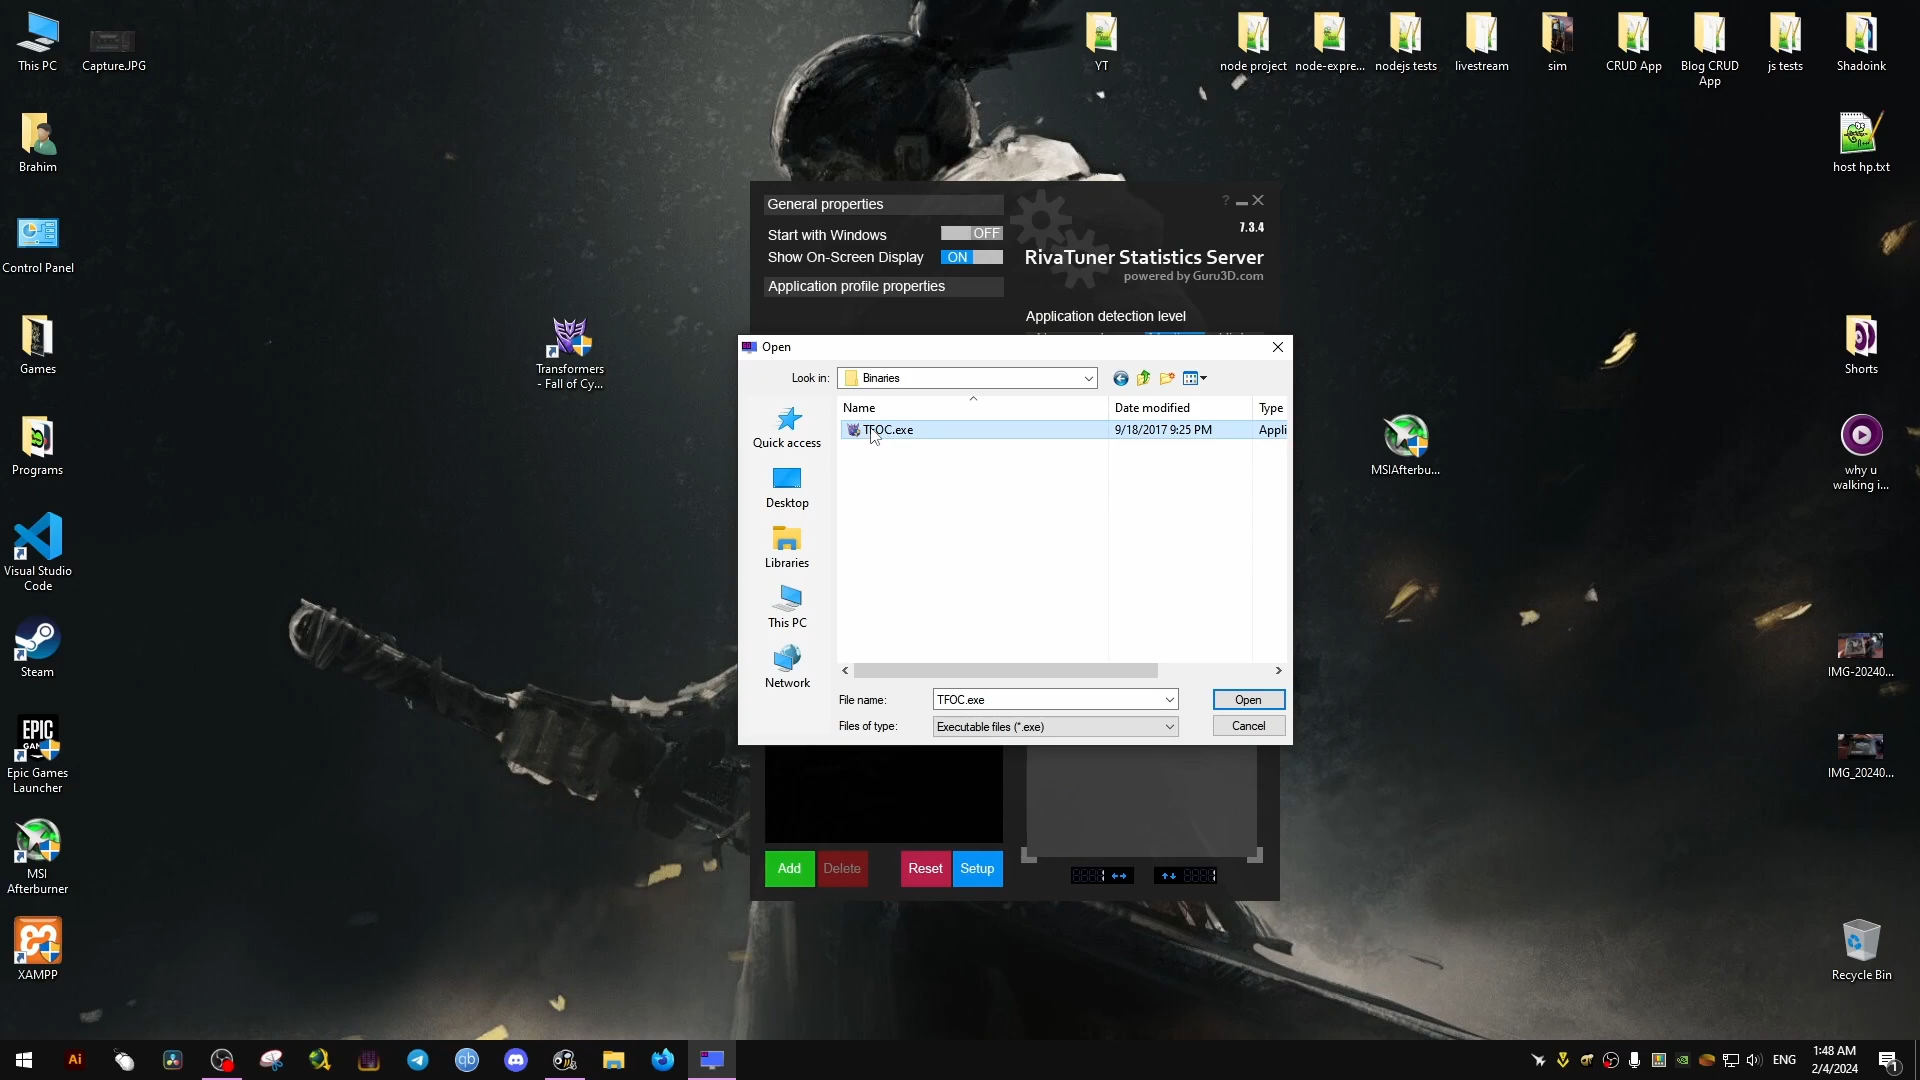 This PC
Capture.JPG
YT
node project
node-expre...
nodejs tests
livestream
sim
CRUD App
Blog CRUD
App
js tests
Shadoink
Brahim
host hp.txt
Control Panel
Games
Transformers
- Fall of Cy...
Shorts
Programs
MSIAfterbu...
why u
walking i...
Visual Studio
Code
Steam
IMG-20240...
EPIC
Epic Games
Launcher
IMG_20240...
MSI
Afterburner
XAMPP
Recycle Bin
General properties
?
7.3.4
Start with Windows
OFF
Show On-Screen Display
ON
RivaTuner Statistics Server
powered by Guru3D.com
Application profile properties
Application detection level
Open
Look in:
Binaries
Name
Date modified
Type
TFOC.exe
9/18/2017 9:25 PM
Appli
Quick access
Desktop
Libraries
This PC
Network
File name:
TFOC.exe
Open
Files of type:
Executable files (*.exe)
Cancel
Add
Delete
Reset
Setup
Ai
qb
ENG
1:48 AM
2/4/2024
1